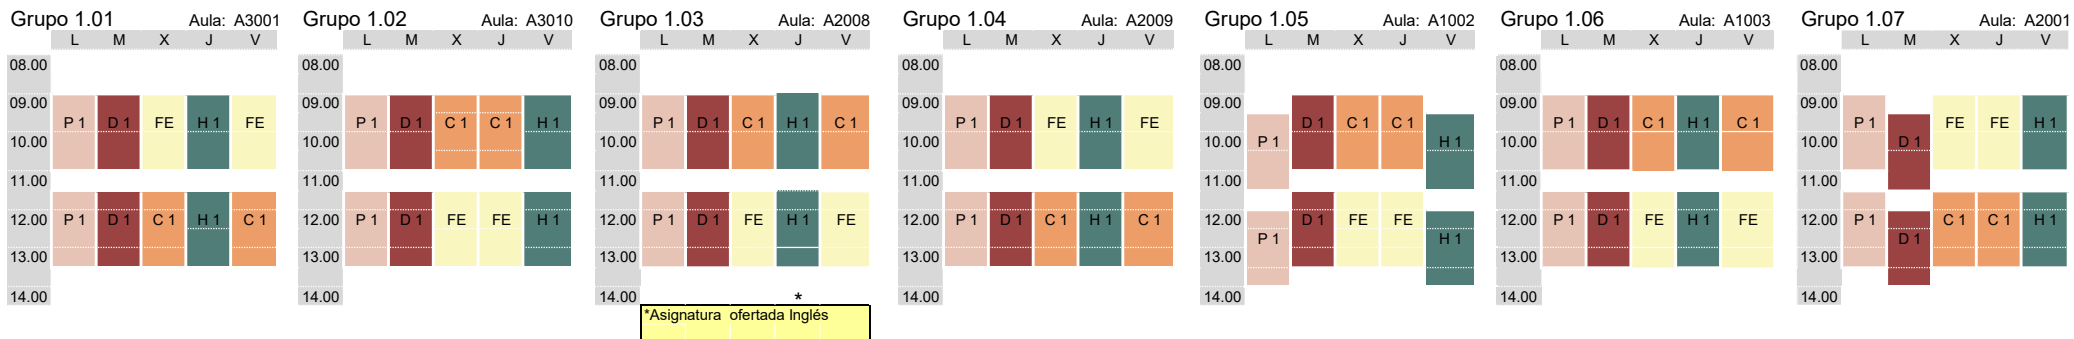 Grupo 1.01 Aula: A3001 Grupo 1.02 Aula: A3010 Grupo 1.03 Aula: A2008 Grupo 1.04 Aula: A2009 Grupo 1.05 Aula: A1002 Grupo 1.06 Aula: A1003 Grupo 1.07 Aula: A2001
L M X J V L M X J V L M X J V L M X J V L M X J V L M X J V L M X J V
08.00 08.00 08.00 08.00 08.00 08.00 08.00
09.00 09.00 09.00 09.00 09.00 09.00 09.00
P 1 D 1 FE H 1 FE P 1 D 1 C 1 C 1 H 1 P 1 D 1 C 1 H 1 C 1 P 1 D 1 FE H 1 FE D 1 C 1 C 1 P 1 D 1 C 1 H 1 C 1 P 1 FE FE H 1
10.00 10.00 10.00 10.00 10.00 P 1 H 1 10.00 10.00 D 1
11.00 11.00 11.00 11.00 11.00 11.00 11.00
12.00 P 1 D 1 C 1 H 1 C 1 12.00 P 1 D 1 FE FE H 1 12.00 P 1 D 1 FE H 1 FE 12.00 P 1 D 1 C 1 H 1 C 1 12.00 D 1 FE FE 12.00 P 1 D 1 FE H 1 FE 12.00 P 1 C 1 C 1 H 1
P 1 H 1 D 1
13.00 13.00 13.00 13.00 13.00 13.00 13.00
14.00 14.00 14.00 * 14.00 14.00 14.00 14.00
*Asignatura ofertada Inglés